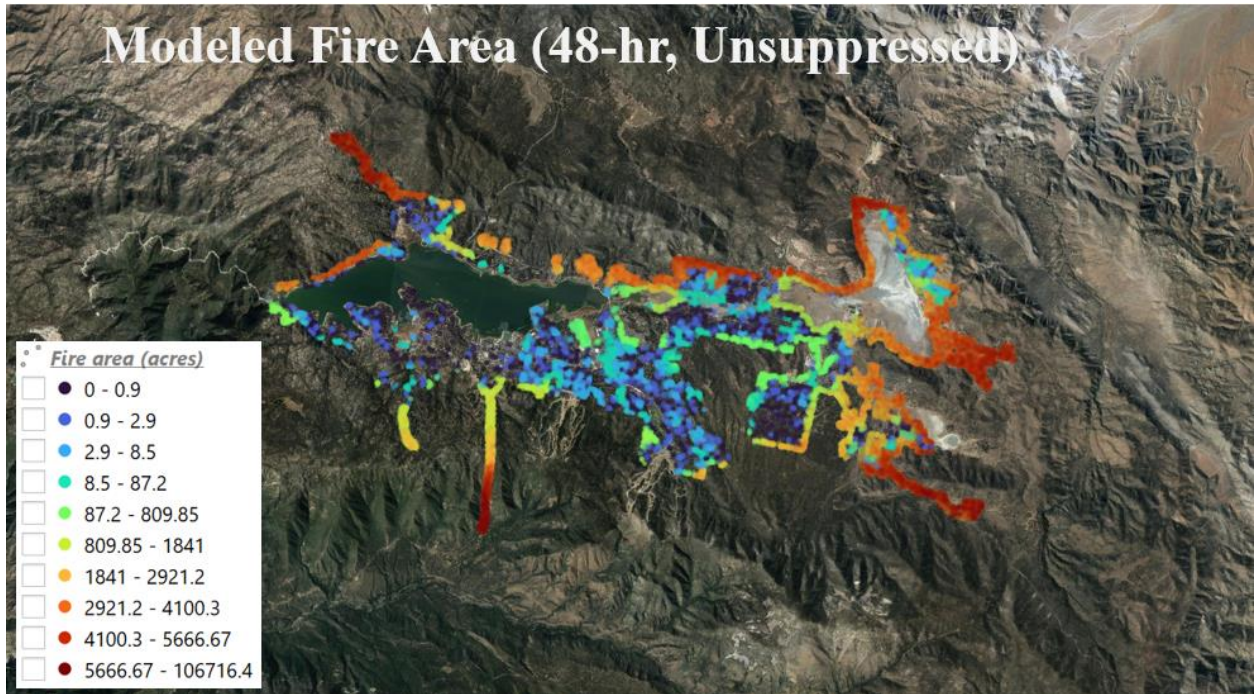 Modeled Fire Area (48-hr, Unsuppressed)
Fire area (acres)
0 - 0.9
0.9 - 2.9
2.9 - 8.5
8.5 - 87.2
87.2 - 809.85
809.85 - 1841
1841 - 2921.2
2921.2 - 4100.3
4100.3 - 5666.67
5666.67 - 106716.4